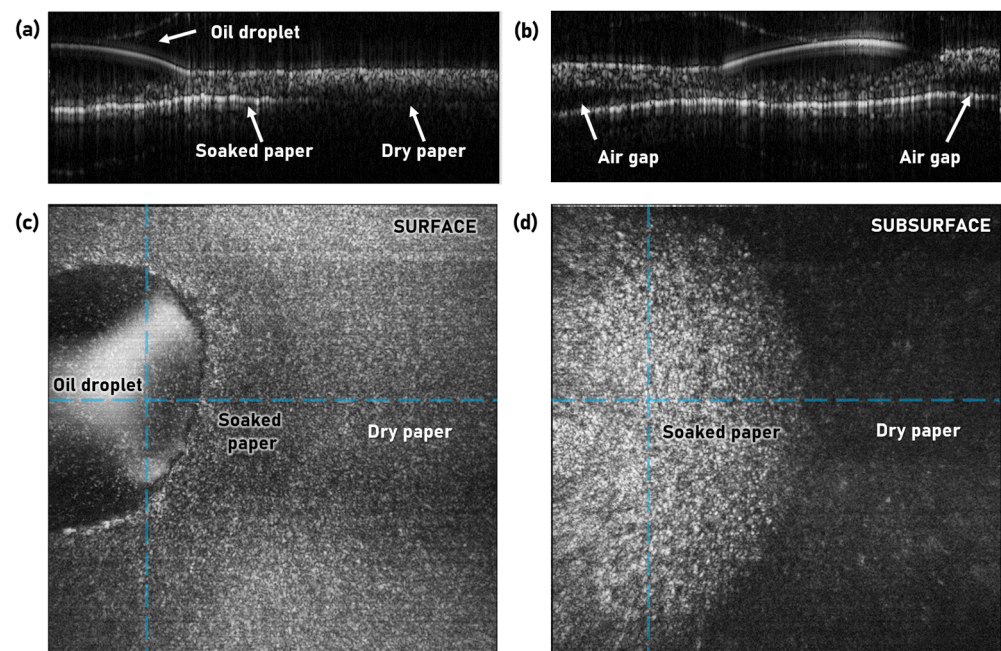 (a)
Oil droplet
Soaked paper
Dry paper
(b)
Air gap
Air gap
(c)
SURFACE
Oil droplet
Soaked
paper
Dry paper
(d)
SUBSURFACE
Soaked paper
Dry paper